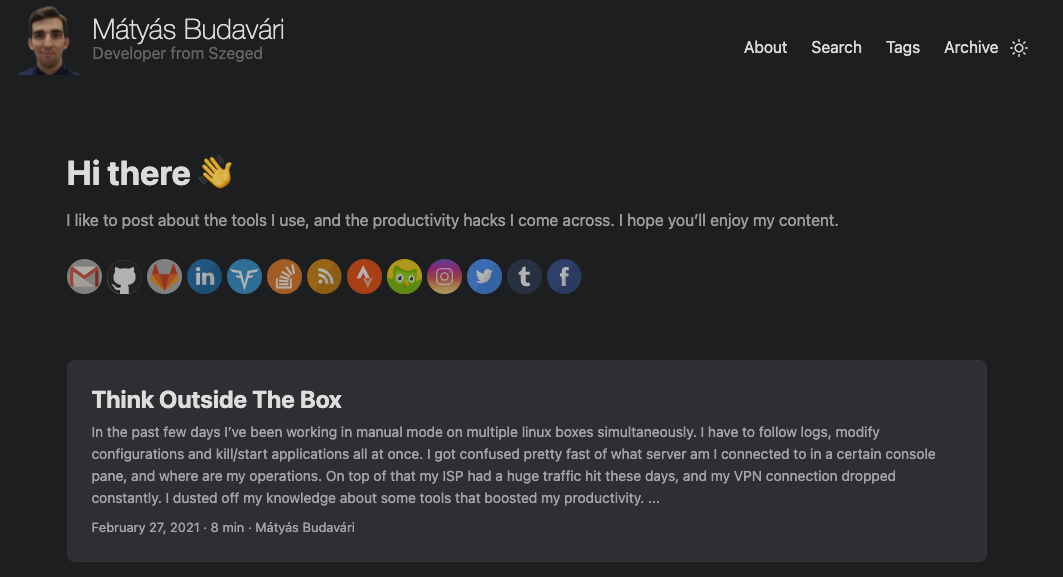 Mátyás Budavári
Developer from Szeged
About Search Tags Archive
Hi there 👋
I like to post about the tools I use, and the productivity hacks I come across. I hope you’ll enjoy my content.
in t f
Think Outside The Box
In the past few days I’ve been working in manual mode on multiple linux boxes simultaneously. I have to follow logs, modify
configurations and kill/start applications all at once. I got confused pretty fast of what server am I connected to in a certain console
pane, and where are my operations. On top of that my ISP had a huge traffic hit these days, and my VPN connection dropped
constantly. I dusted off my knowledge about some tools that boosted my productivity. ...
February 27, 2021 · 8 min · Mátyás Budavári